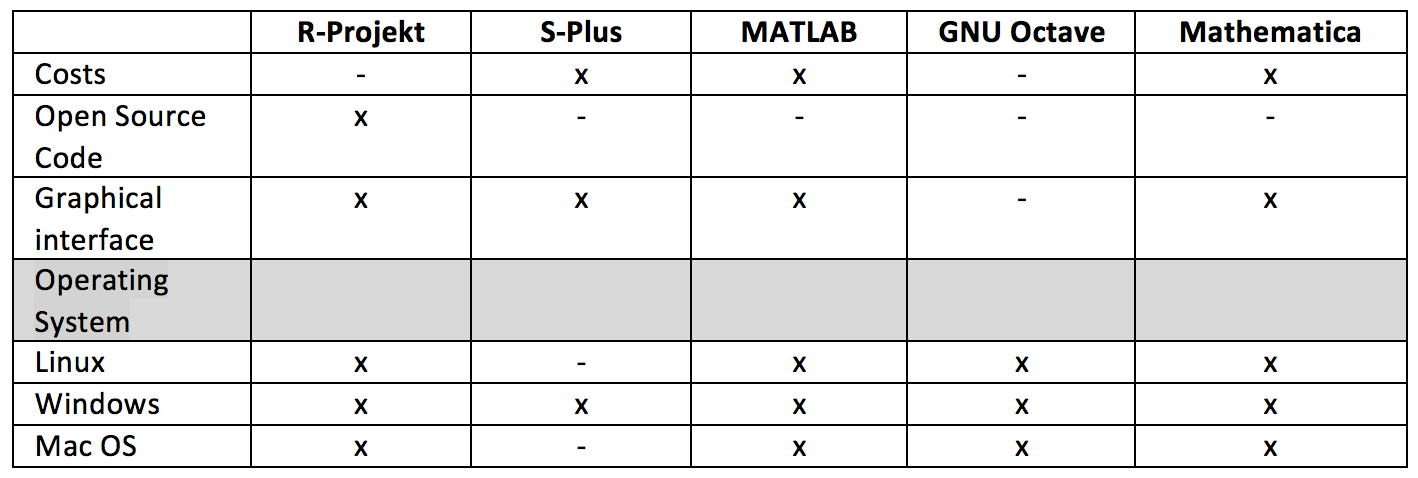 R-Projekt S-Plus MATLAB GNU Octave Mathematica
Costs - x x - x
Open Source x - - - -
Code
Graphical x x x - x
interface
Operating
System
Linux x - x x x
Windows x x x x x
Mac OS x - x x x